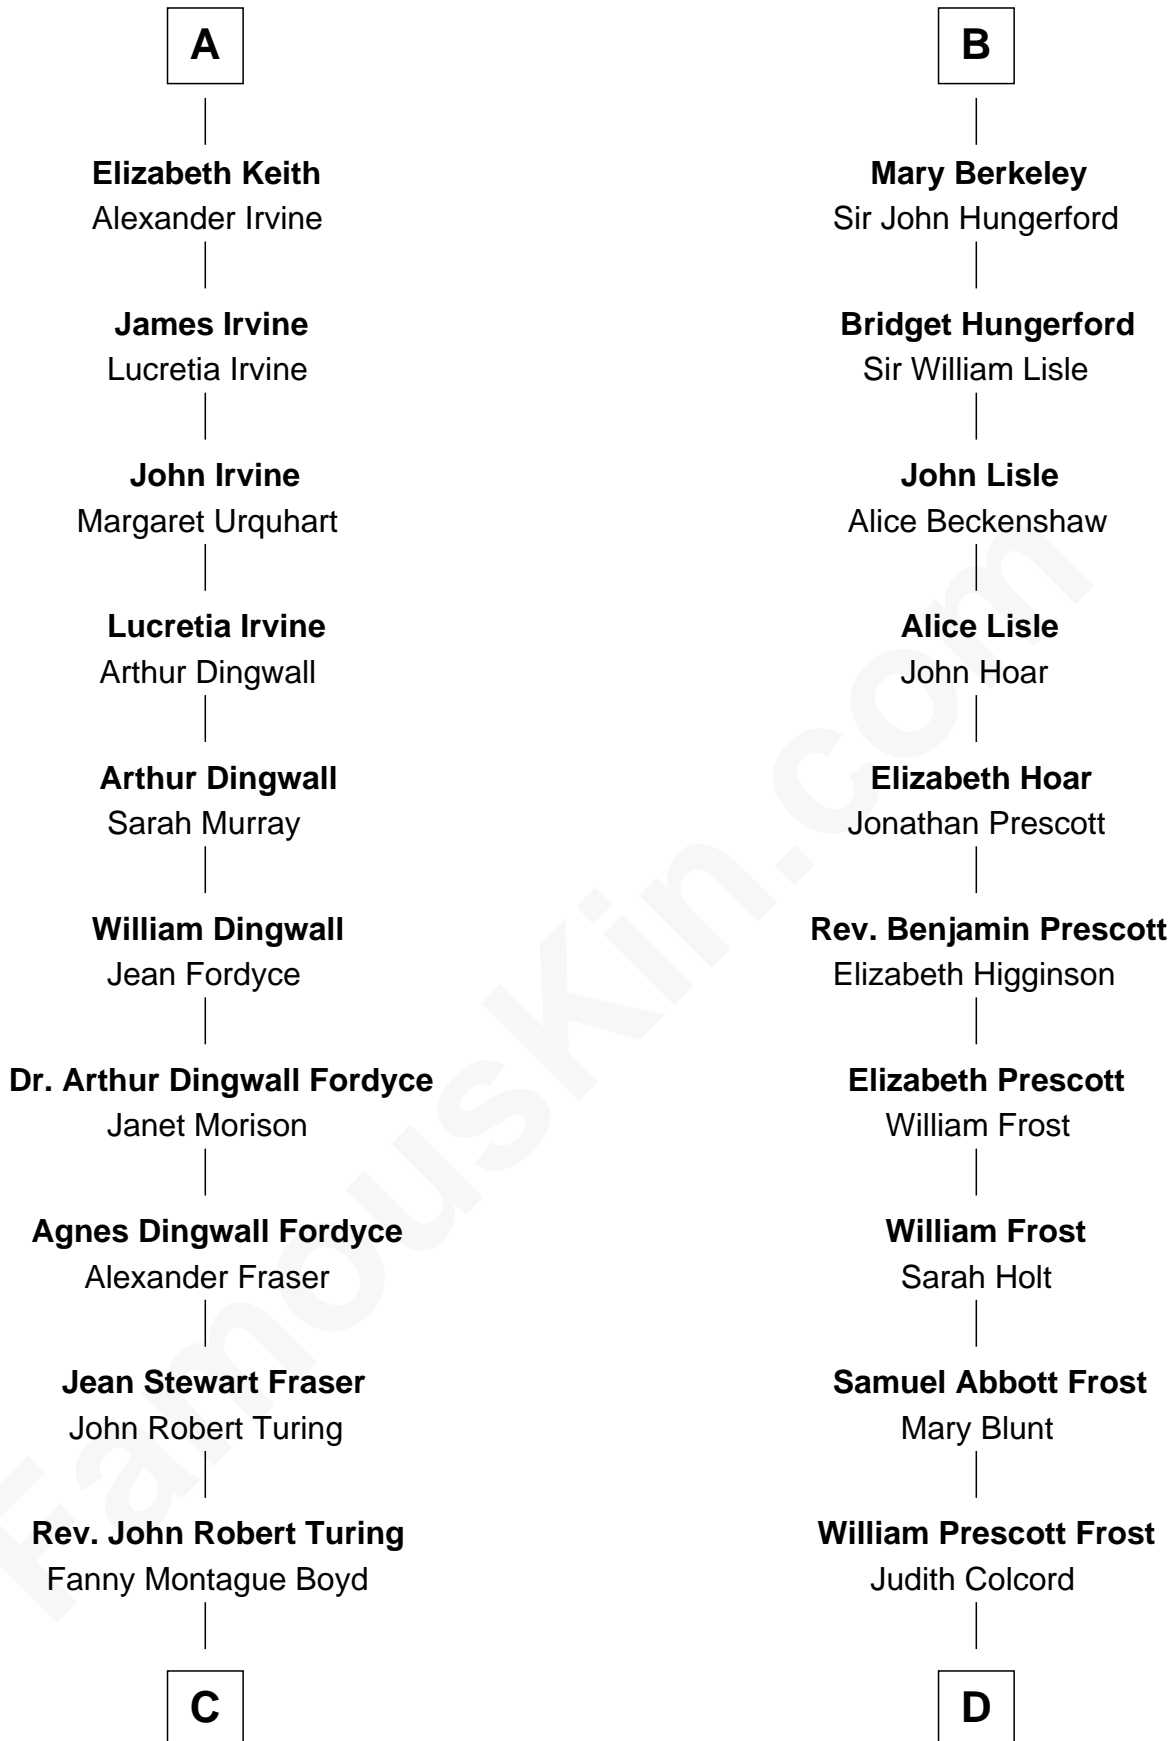 A
Elizabeth Keith
Alexander Irvine
James Irvine
Lucretia Irvine
John Irvine
Margaret Urquhart
Lucretia Irvine
Arthur Dingwall
Arthur Dingwall
Sarah Murray
William Dingwall
Jean Fordyce
Dr. Arthur Dingwall Fordyce
Janet Morison
Agnes Dingwall Fordyce
Alexander Fraser
Jean Stewart Fraser
John Robert Turing
Rev. John Robert Turing
Fanny Montague Boyd
C
B
Mary Berkeley
Sir John Hungerford
Bridget Hungerford
Sir William Lisle
John Lisle
Alice Beckenshaw
Alice Lisle
John Hoar
Elizabeth Hoar
Jonathan Prescott
Rev. Benjamin Prescott
Elizabeth Higginson
Elizabeth Prescott
William Frost
William Frost
Sarah Holt
Samuel Abbott Frost
Mary Blunt
William Prescott Frost
Judith Colcord
D
FamousKin.com